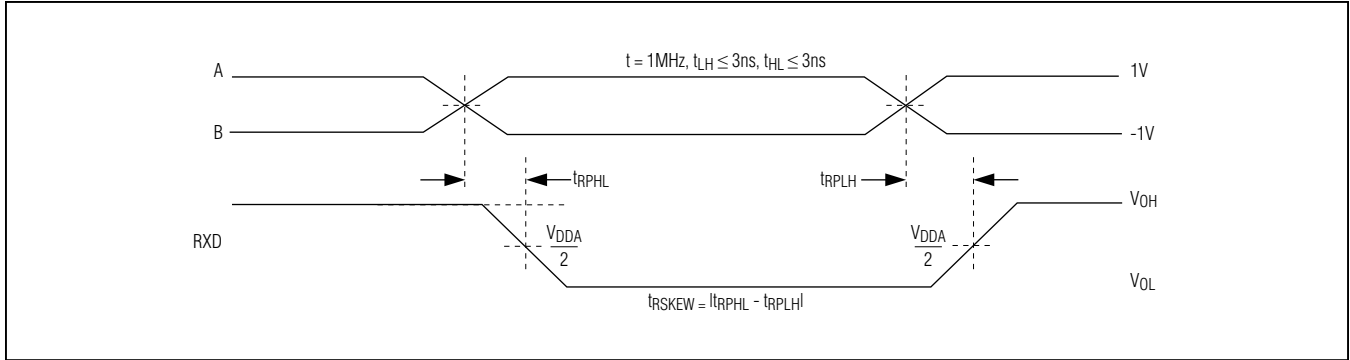 A
t = 1MHz, tLH ≤ 3ns, tHL ≤ 3ns
1V
B
-1V
tRPHL
tRPLH
VOH
RXD
VDDA
2
VDDA
2
VOL
tRSKEW = |tRPHL - tRPLH|